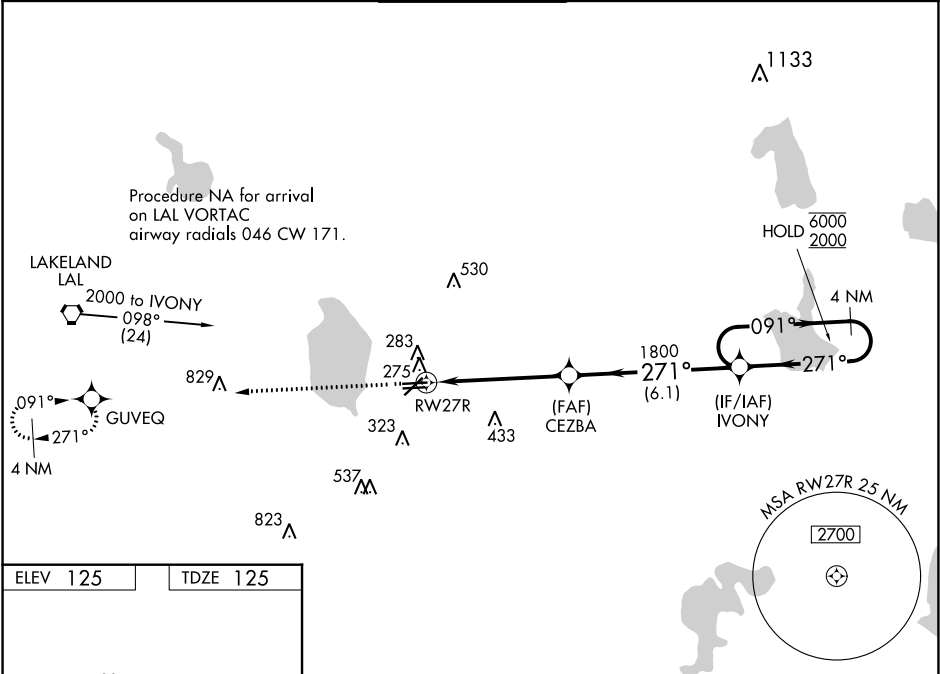 1133
Procedure NA for arrival
on LAL VORTAC
airway radials 046 CW 171.
HOLD 6000
2000
LAKELAND
LAL
2000 to IVONY
098°
(24)
530
4 NM
091°
271°
283
275
829
RW27R
(FAF)
CEZBA
1800
271°
(6.1)
(IF/IAF)
IVONY
091°
GUVEQ
271°
4 NM
323
433
537
823
MSA RW27R 25 NM
2700
ELEV 125
TDZE 125